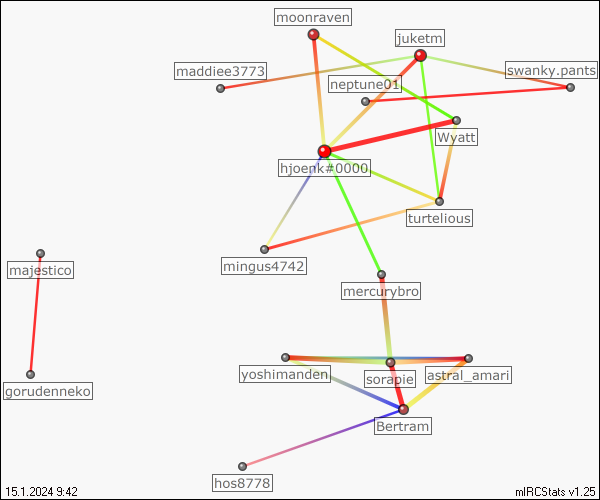 moonraven
juketm
maddiee3773
swanky.pants
neptune01
Wyatt
hjoenk#0000
turtelious
majestico
mingus4742
mercurybro
yoshimanden
sorapie
astral_amari
gorudenneko
Bertram
hos8778
15.1.2024 9:42
mIRCStats v1.25